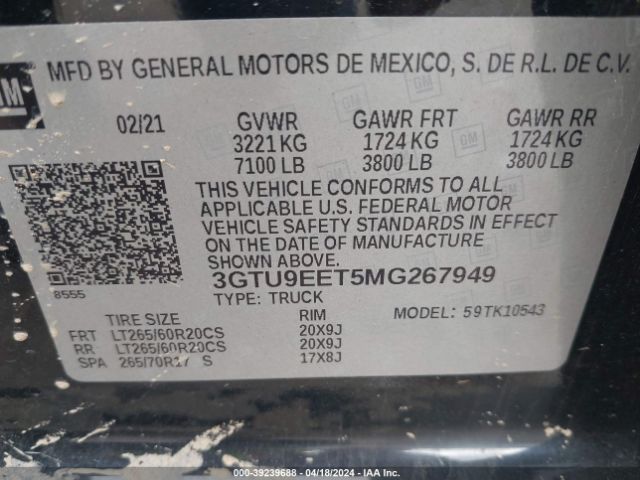 GM
MFD BY GENERAL MOTORS DE MEXICO, S. DE R.L. DE C.V.
02/21 GVWR GAWR FRT GAWR RR
3221 KG 1724 KG 1724 KG
7100 LB 3800 LB 3800 LB
THIS VEHICLE CONFORMS TO ALL
APPLICABLE U.S. FEDERAL MOTOR
VEHICLE SAFETY STANDARDS IN EFFECT
ON THE DATE OF MANUFACTURE
SHOWN ABOVE.
8555
3GTU9EET5MG267949
TYPE: TRUCK
MODEL: 59TK10543
TIRE SIZE RIM
FRT LT265/60R20CS 20X9J
RR LT265/60R20CS 20X9J
SPA 265/70R17 S 17X8J
000-39239688 - 04/18/2024 - IAA Inc.